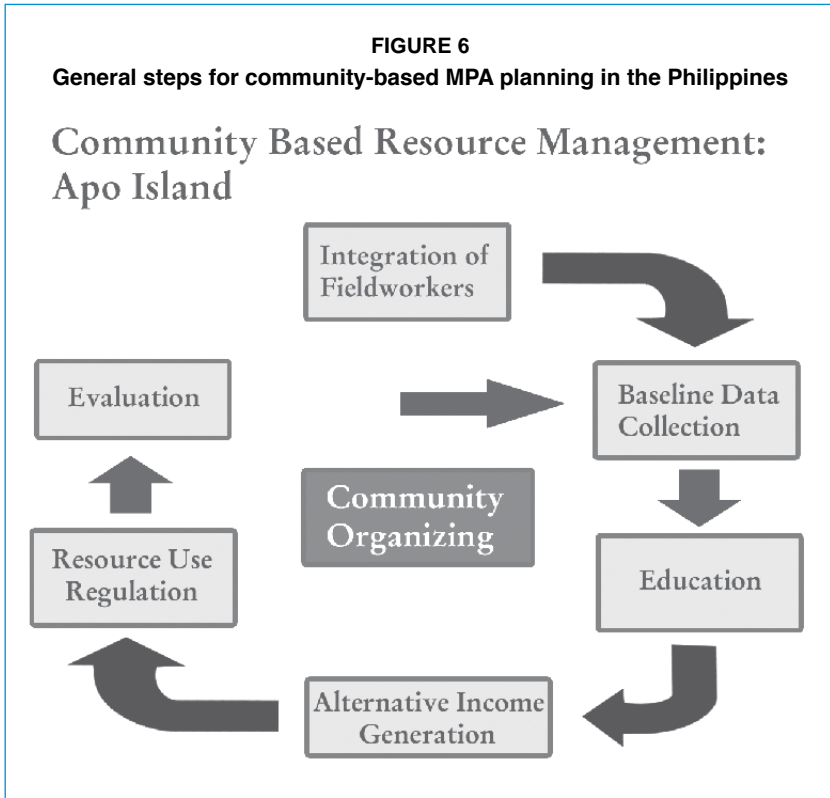 FIGURE 6
General steps for community-based MPA planning in the Philippines
Community Based Resource Management:
Apo Island
Integration of
Fieldworkers
Evaluation
Baseline Data
Collection
Community
Organizing
Resource Use
Regulation
Education
Alternative Income
Generation